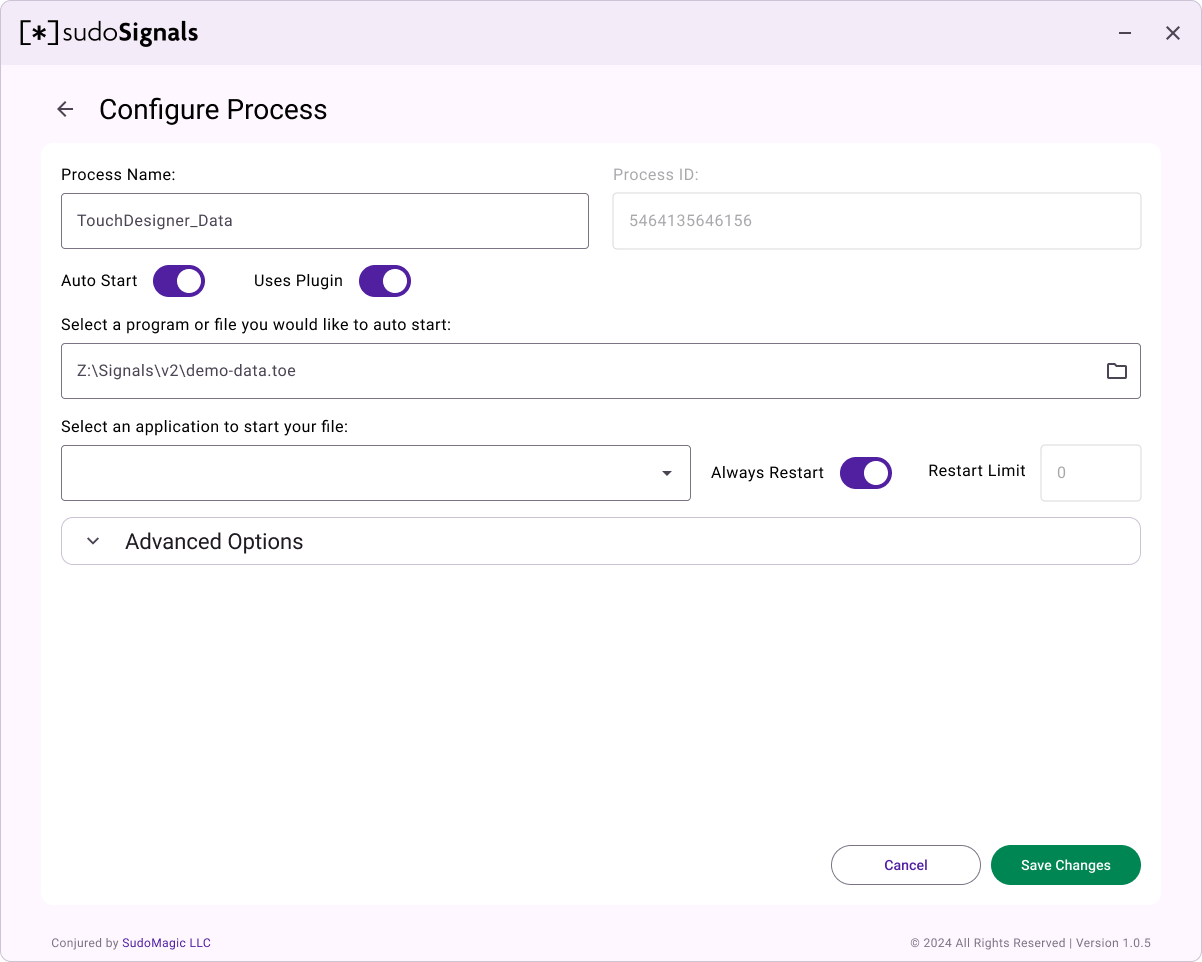 [*]sudoSignals
Configure Process
Process Name: Process ID:
TouchDesigner_Data 5464135646156
Auto Start Uses Plugin
Select a program or file you would like to auto start:
Z:\Signals\v2\demo-data.toe
Select an application to start your file:
Always Restart Restart Limit 0
Advanced Options
Cancel Save Changes
Conjured by SudoMagic LLC © 2024 All Rights Reserved | Version 1.0.5